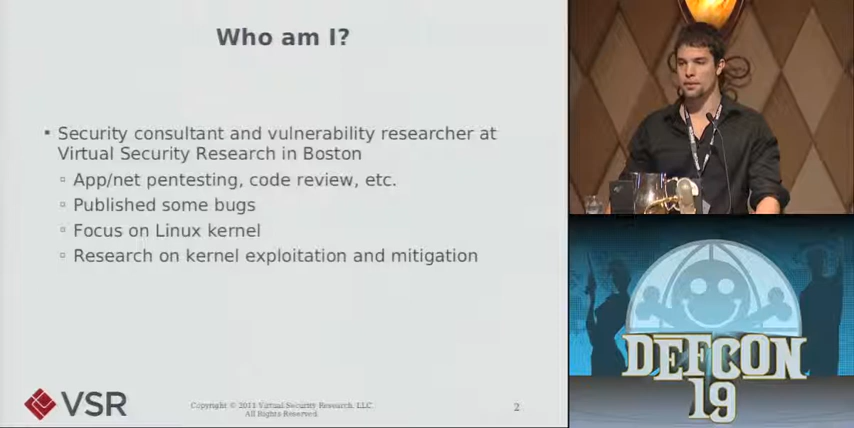 Who am I?
Security consultant and vulnerability researcher at
Virtual Security Research in Boston
App/net pentesting, code review, etc.
Published some bugs
Focus on Linux kernel
Research on kernel exploitation and mitigation
VSR
Copyright © 2011 Virtual Security Research, LLC.
All Rights Reserved.
2
DEFCON
19